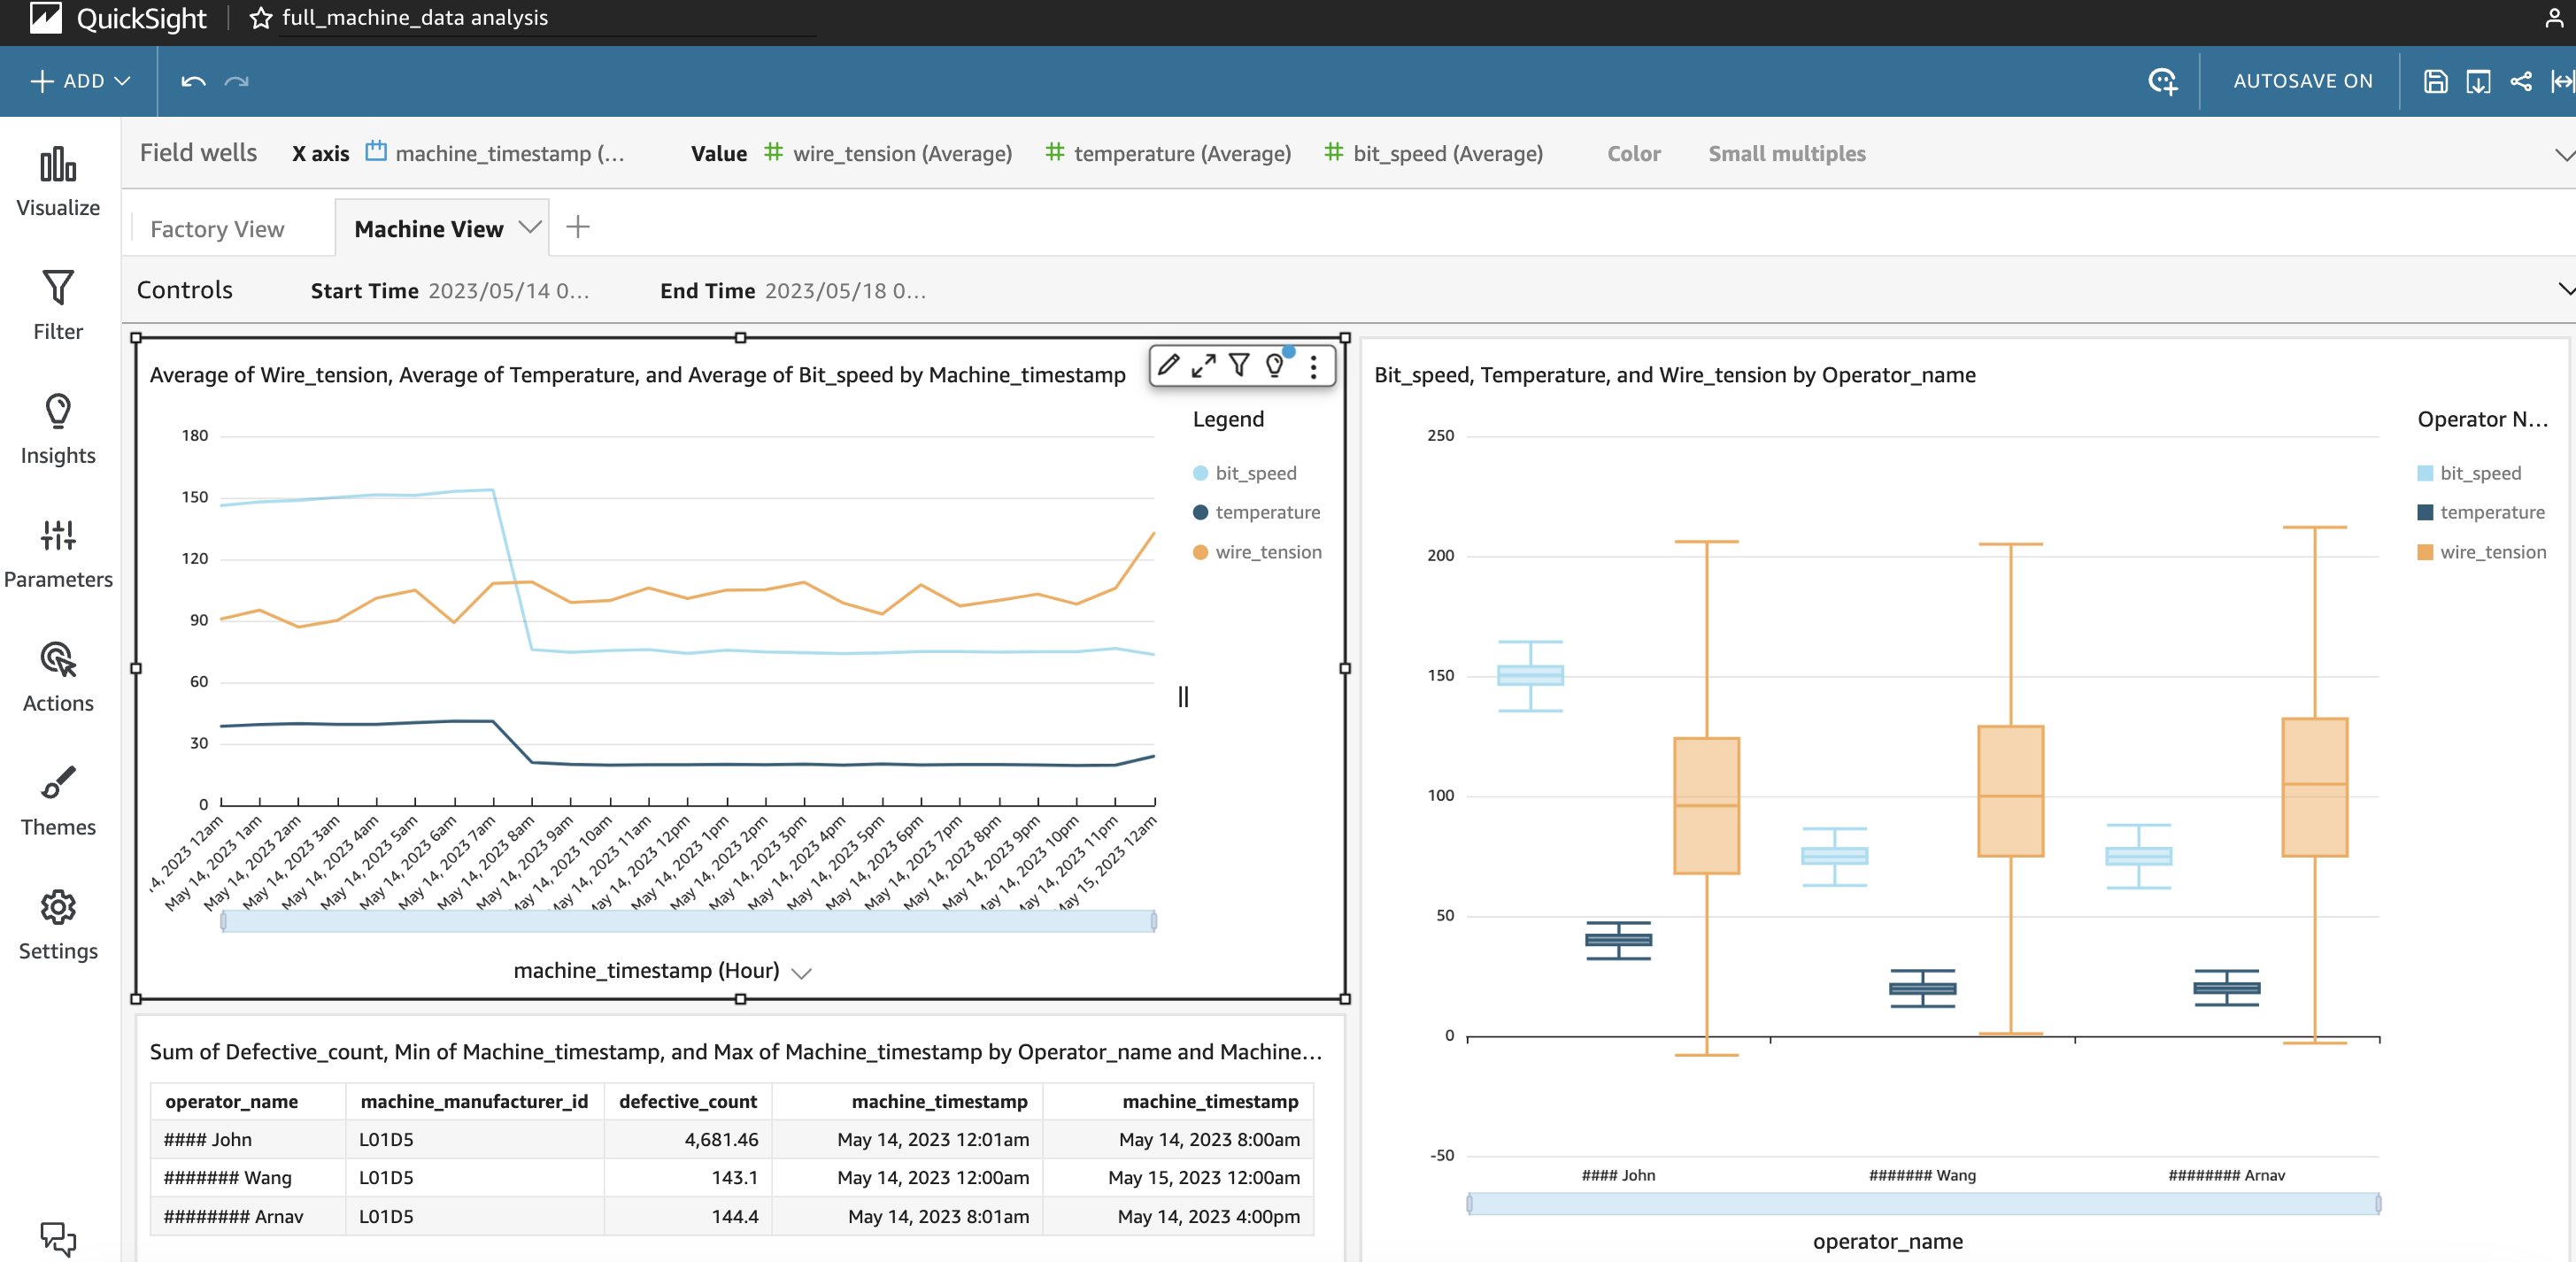 QuickSight full_machine_data analysis
ADD AUTOSAVE ON
Field wells X axis machine_timestamp (... Value wire_tension (Average) temperature (Average) bit_speed (Average) Color Small multiples
Visualize
Filter
Insights
Parameters
Actions
Themes
Settings
Factory View Machine View
Controls Start Time 2023/05/14 0... End Time 2023/05/18 0...
Average of Wire_tension, Average of Temperature, and Average of Bit_speed by Machine_timestamp
Legend
bit_speed
temperature
wire_tension
180
150
120
90
60
30
0
4, 2023 12am
May 14, 2023 1am
May 14, 2023 2am
May 14, 2023 3am
May 14, 2023 4am
May 14, 2023 5am
May 14, 2023 6am
May 14, 2023 7am
May 14, 2023 8am
May 14, 2023 9am
ay 14, 2023 10am
ay 14, 2023 11am
ay 14, 2023 12pm
May 14, 2023 1pm
May 14, 2023 2pm
May 14, 2023 3pm
May 14, 2023 4pm
May 14, 2023 5pm
May 14, 2023 6pm
May 14, 2023 7pm
May 14, 2023 8pm
May 14, 2023 9pm
ay 14, 2023 10pm
ay 14, 2023 11pm
ay 15, 2023 12am
machine_timestamp (Hour)
Sum of Defective_count, Min of Machine_timestamp, and Max of Machine_timestamp by Operator_name and Machine...
operator_name machine_manufacturer_id defective_count machine_timestamp machine_timestamp
#### John L01D5 4,681.46 May 14, 2023 12:01am May 14, 2023 8:00am
####### Wang L01D5 143.1 May 14, 2023 12:00am May 15, 2023 12:00am
######## Arnav L01D5 144.4 May 14, 2023 8:01am May 14, 2023 4:00pm
Bit_speed, Temperature, and Wire_tension by Operator_name
Operator N...
bit_speed
temperature
wire_tension
250
200
150
100
50
0
-50
#### John ####### Wang ######## Arnav
operator_name